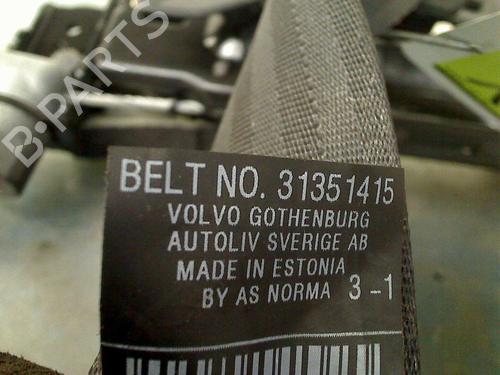 B-PARTS
BELT NO. 31351415
VOLVO GOTHENBURG
AUTOLIV SVERIGE AB
MADE IN ESTONIA
BY AS NORMA 3-1